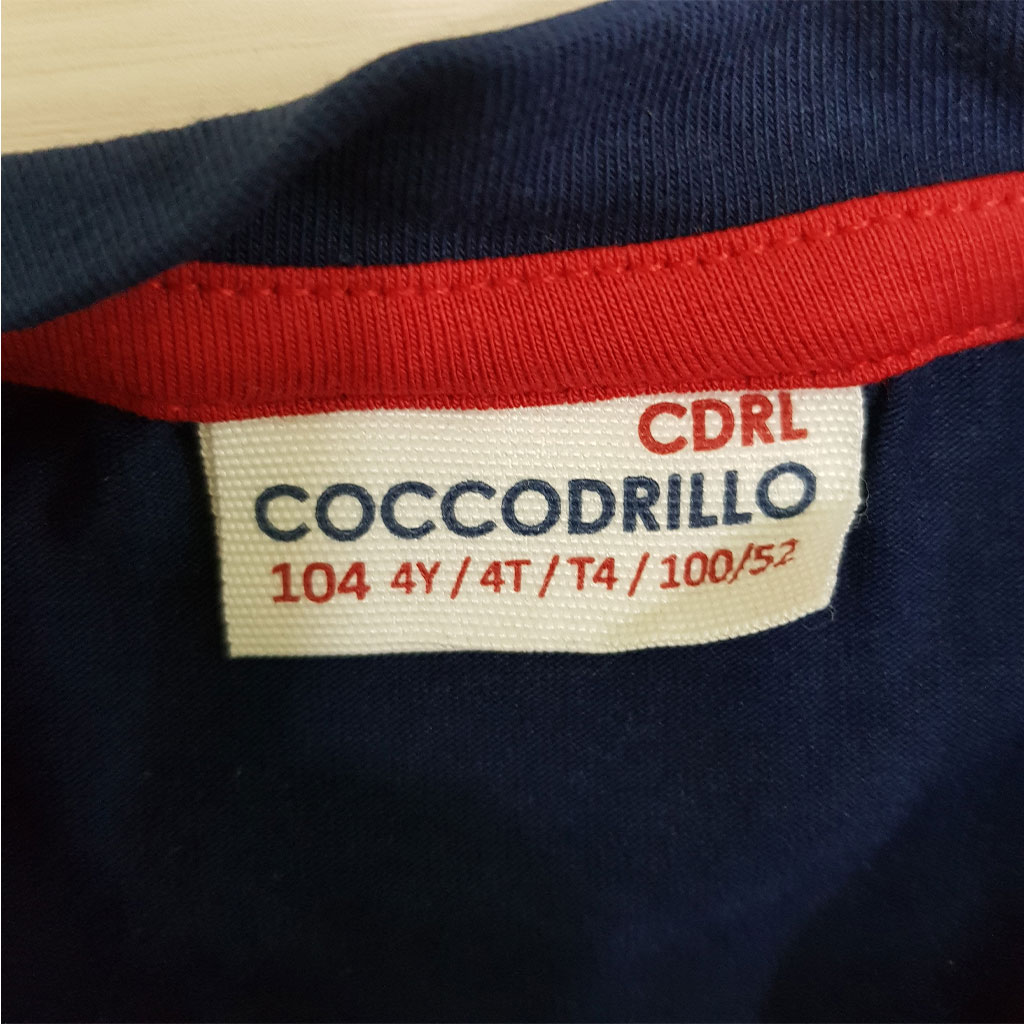 CDRL
COCCODRILLO
104 4Y / 4T / T4 / 100/52